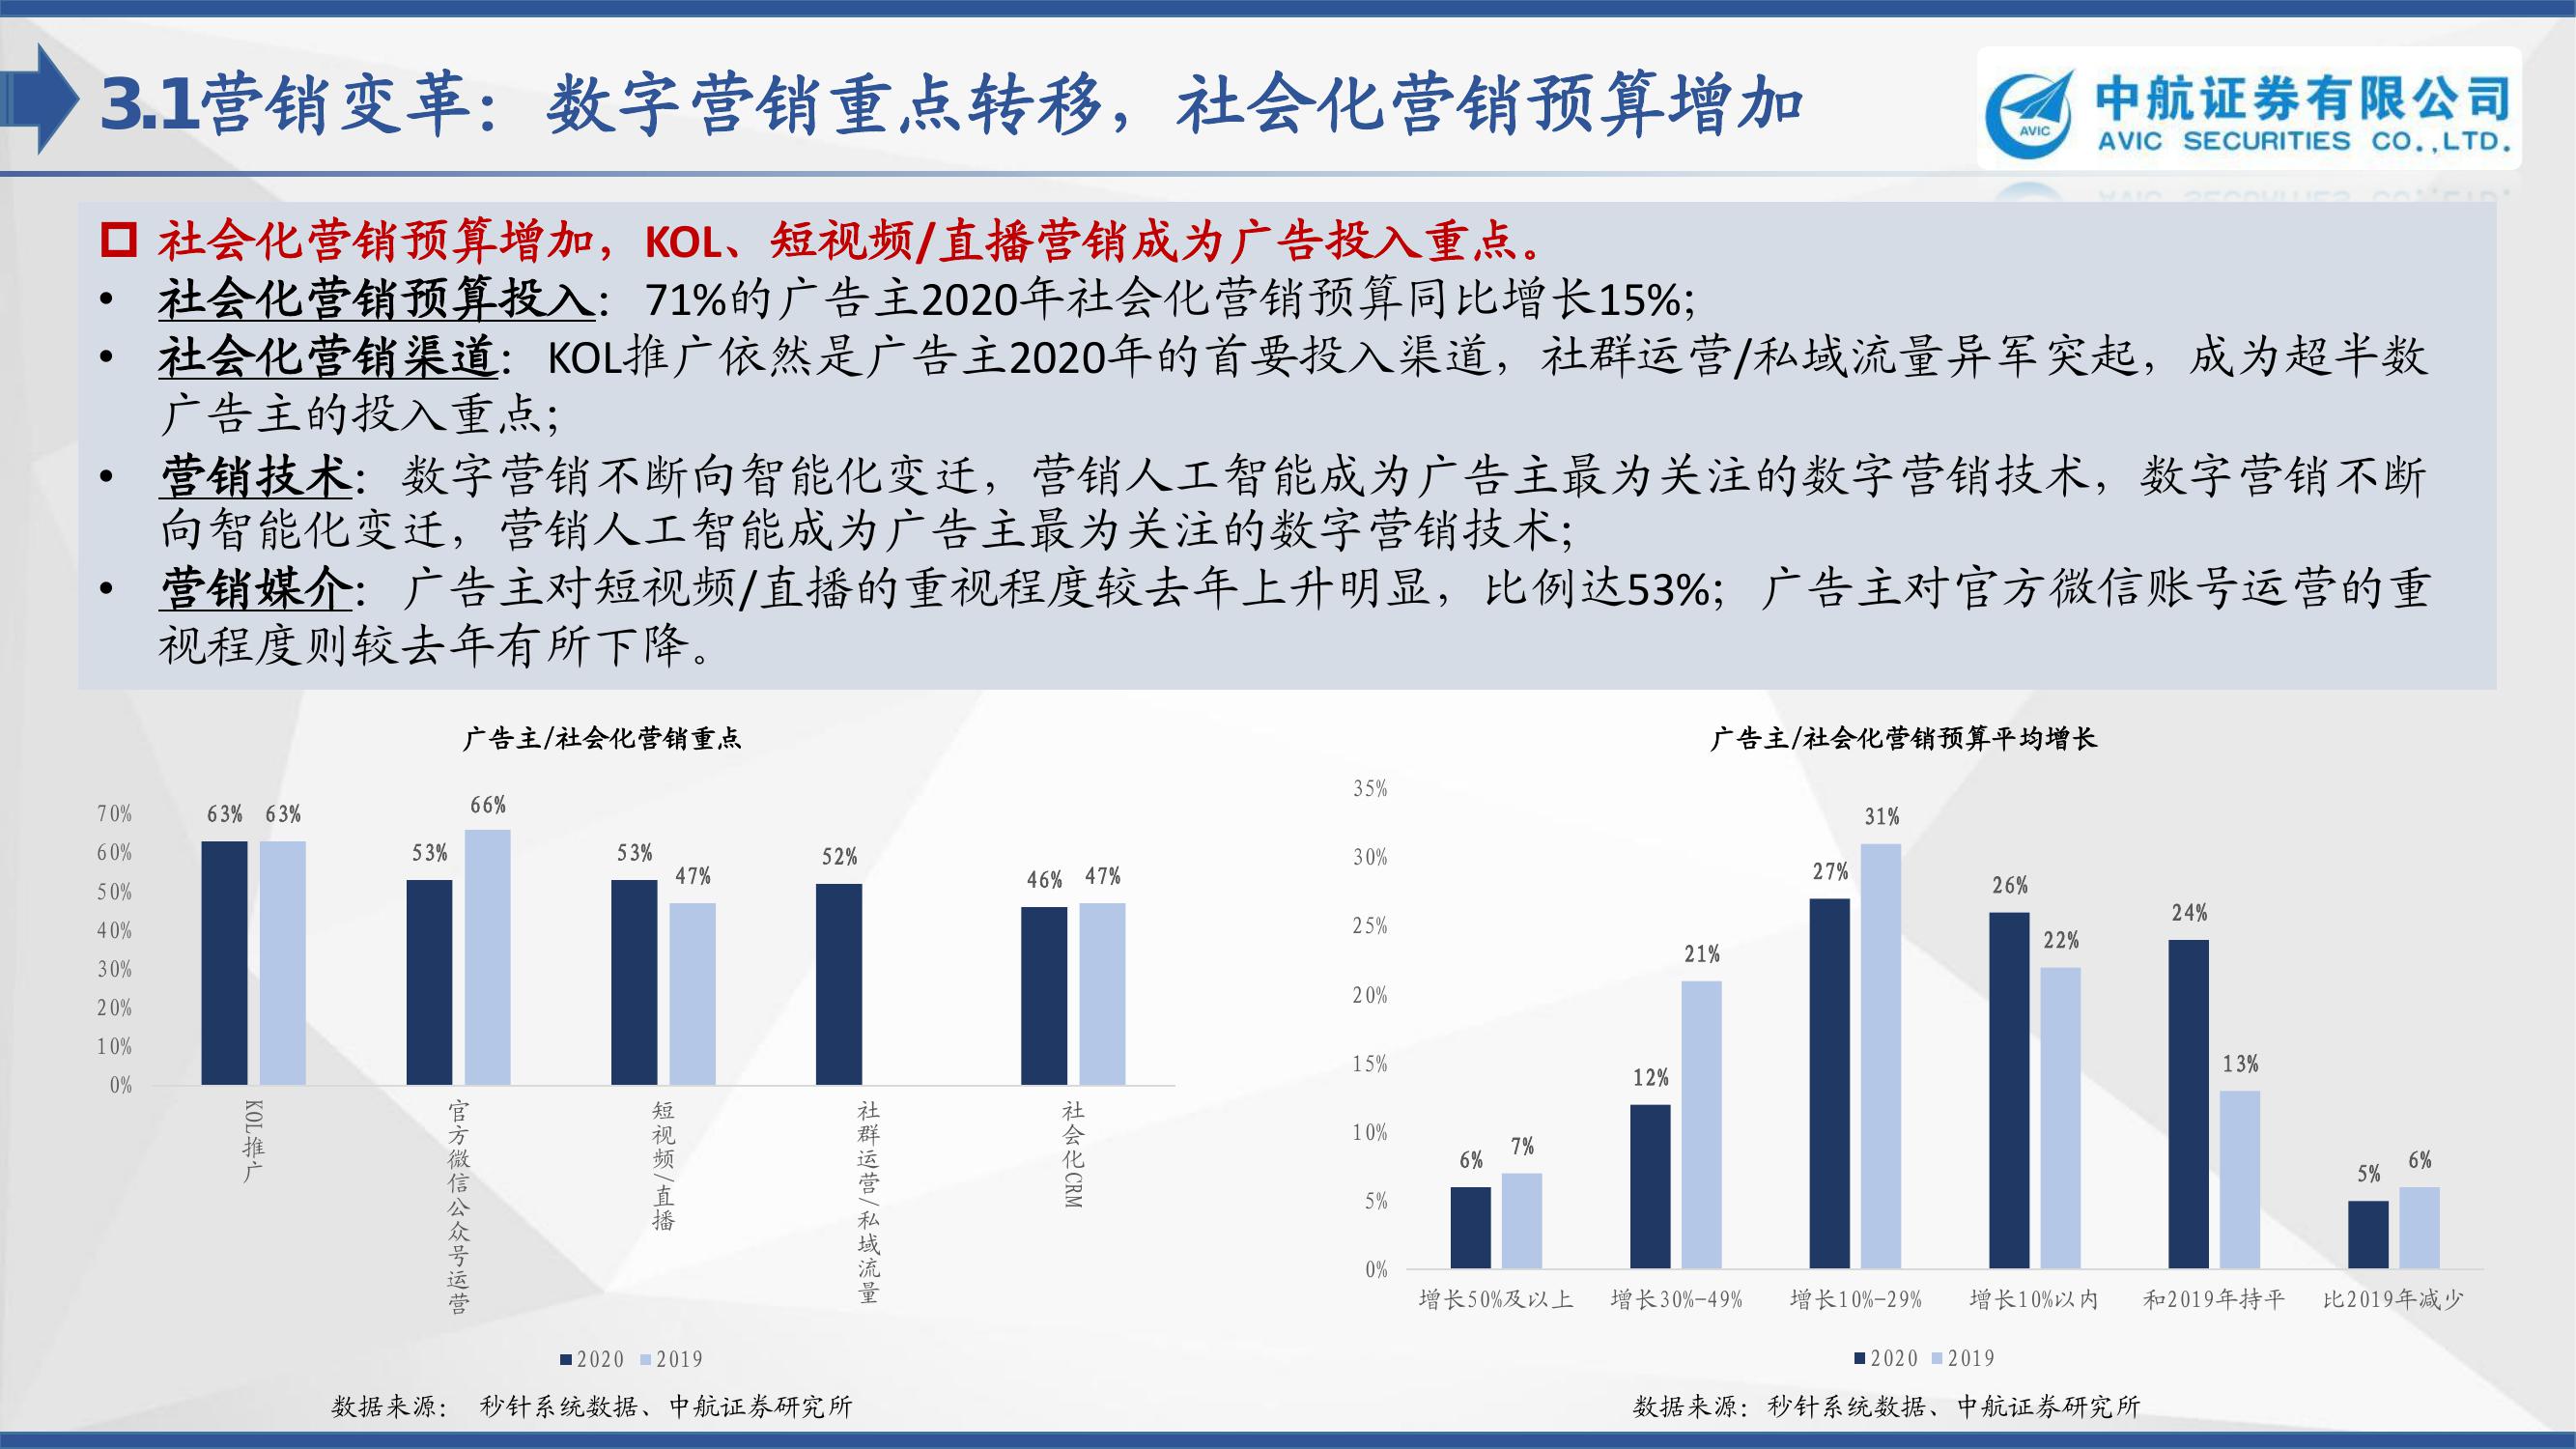 3.1营销变革：数字营销重点转移，社会化营销预算增加
AVIC
中航证券有限公司
AVIC SECURITIES CO.,LTD.
社会化营销预算增加，KOL、短视频/直播营销成为广告投入重点。
• 社会化营销预算投入：71%的广告主2020年社会化营销预算同比增长15%；
• 社会化营销渠道：KOL推广依然是广告主2020年的首要投入渠道，社群运营/私域流量异军突起，成为超半数
广告主的投入重点；
• 营销技术：数字营销不断向智能化变迁，营销人工智能成为广告主最为关注的数字营销技术，数字营销不断
向智能化变迁，营销人工智能成为广告主最为关注的数字营销技术；
• 营销媒介：广告主对短视频/直播的重视程度较去年上升明显，比例达53%；广告主对官方微信账号运营的重
视程度则较去年有所下降。
广告主/社会化营销重点
70%
60%
50%
40%
30%
20%
10%
0%
63% 63%
53% 66%
53% 47%
52%
46% 47%
KOL推广
官方微信公众号运营
短视频/直播
社群运营/私域流量
社会化CRM
2020 2019
数据来源： 秒针系统数据、中航证券研究所
广告主/社会化营销预算平均增长
35%
30%
25%
20%
15%
10%
5%
0%
6% 7%
12% 21%
27% 31%
26% 22%
24% 13%
5% 6%
增长50%及以上 增长30%-49% 增长10%-29% 增长10%以内 和2019年持平 比2019年减少
2020 2019
数据来源：秒针系统数据、中航证券研究所